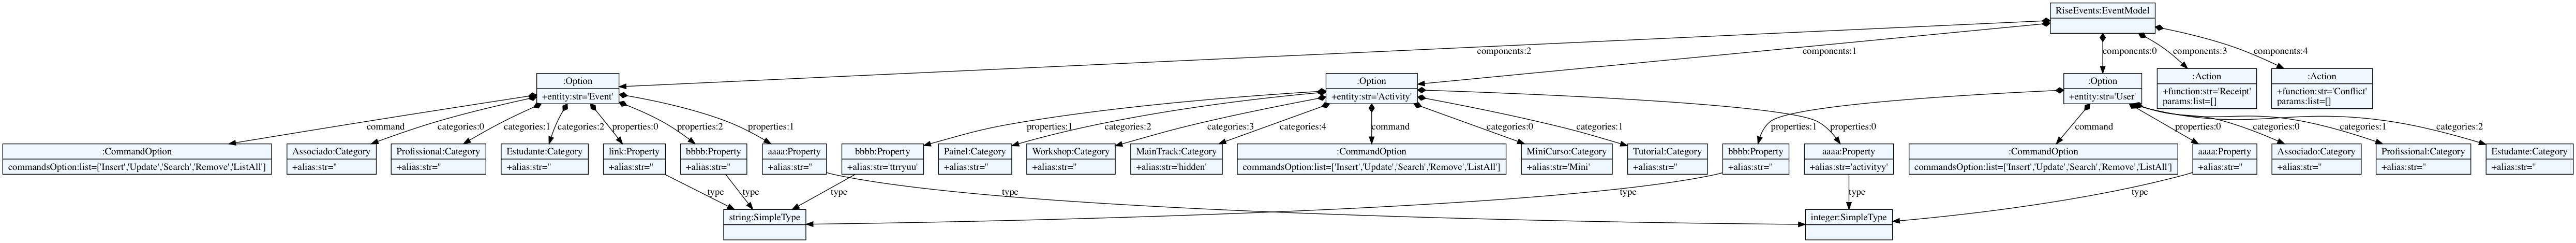 RiseEvents:EventModel
components:2
components:1
components:0
components:3
components:4
:Option
+entity:str='Event'
:Option
+entity:str='Activity'
:Option
+entity:str='User'
:Action
+function:str='Receipt'
params:list=[]
:Action
+function:str='Conflict'
params:list=[]
command
categories:0
categories:1
categories:2
properties:0
properties:2
properties:1
properties:1
categories:2
categories:3
categories:4
command
categories:0
categories:1
properties:0
properties:1
command
properties:0
categories:0
categories:1
categories:2
:CommandOption
commandsOption:list=['Insert','Update','Search','Remove','ListAll']
Associado:Category
+alias:str=''
Profissional:Category
+alias:str=''
Estudante:Category
+alias:str=''
link:Property
+alias:str=''
bbbb:Property
+alias:str=''
aaaa:Property
+alias:str=''
bbbb:Property
+alias:str='ttrryuu'
Painel:Category
+alias:str=''
Workshop:Category
+alias:str=''
MainTrack:Category
+alias:str='hidden'
:CommandOption
commandsOption:list=['Insert','Update','Search','Remove','ListAll']
MiniCurso:Category
+alias:str='Mini'
Tutorial:Category
+alias:str=''
bbbb:Property
+alias:str=''
aaaa:Property
+alias:str='activityy'
:CommandOption
commandsOption:list=['Insert','Update','Search','Remove','ListAll']
aaaa:Property
+alias:str=''
Associado:Category
+alias:str=''
Profissional:Category
+alias:str=''
Estudante:Category
+alias:str=''
type
type
type
type
type
type
string:SimpleType
integer:SimpleType